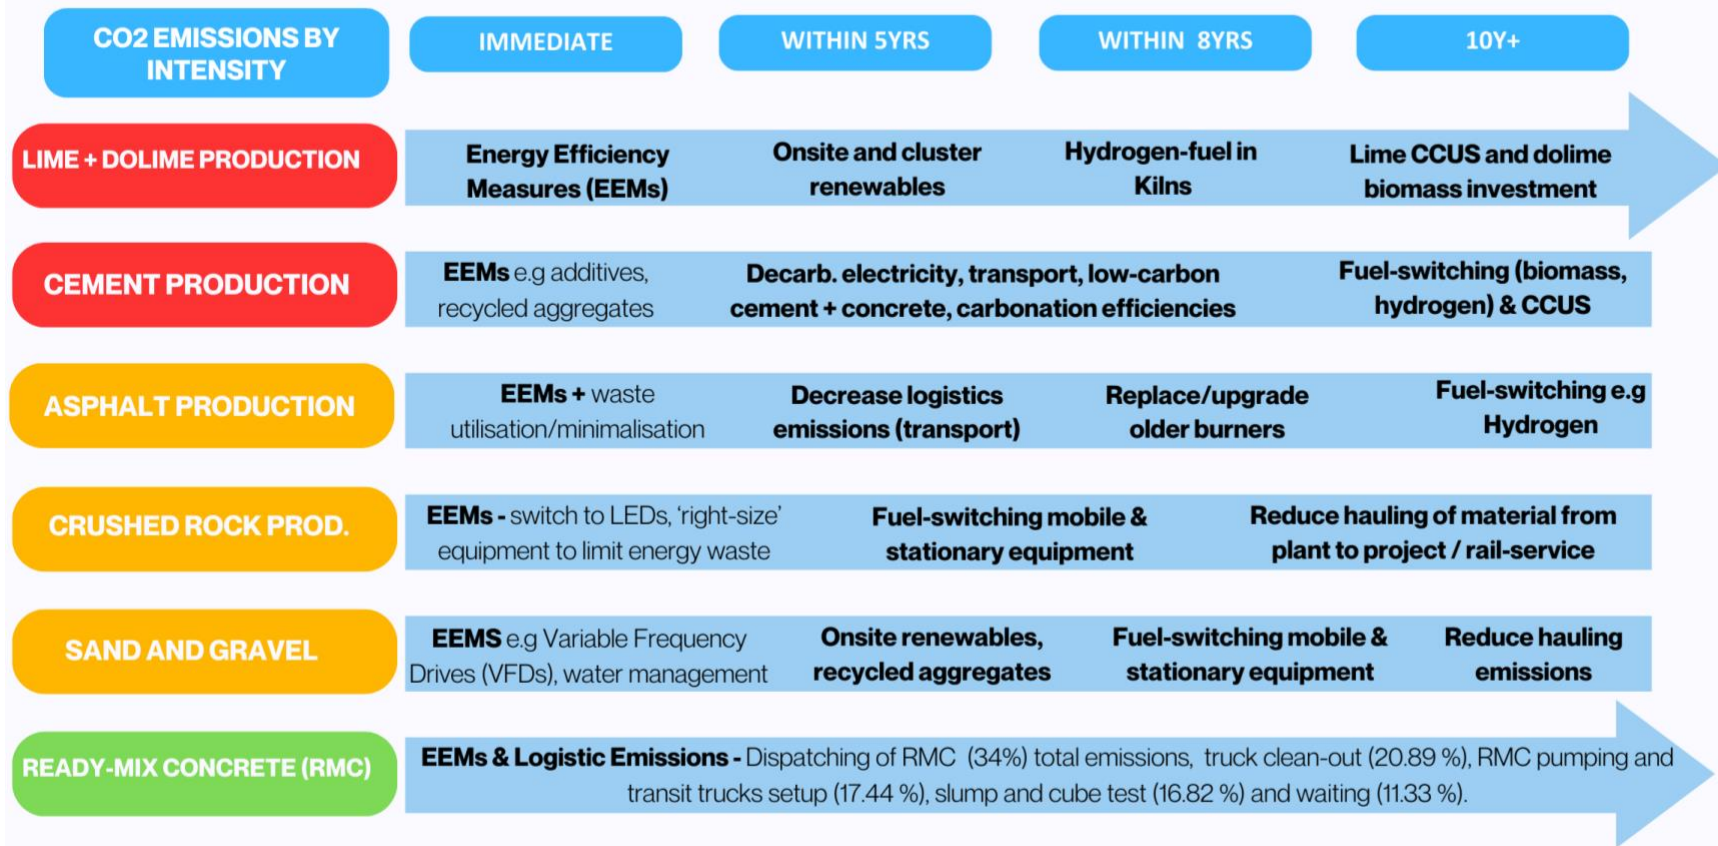 CO2 EMISSIONS BY
INTENSITY
IMMEDIATE
WITHIN 5YRS
WITHIN 8YRS
10Y+
LIME + DOLIME PRODUCTION
Energy Efficiency
Measures (EEMs)
Onsite and cluster
renewables
Hydrogen-fuel in
Kilns
Lime CCUS and dolime
biomass investment
CEMENT PRODUCTION
EEMs e.g additives,
recycled aggregates
Decarb. electricity, transport, low-carbon
cement + concrete, carbonation efficiencies
Fuel-switching (biomass,
hydrogen) & CCUS
ASPHALT PRODUCTION
EEMs + waste
utilisation/minimalisation
Decrease logistics
emissions (transport)
Replace/upgrade
older burners
Fuel-switching e.g
Hydrogen
CRUSHED ROCK PROD.
EEMs - switch to LEDs, ‘right-size’
equipment to limit energy waste
Fuel-switching mobile &
stationary equipment
Reduce hauling of material from
plant to project / rail-service
SAND AND GRAVEL
EEMS e.g Variable Frequency
Drives (VFDs), water management
Onsite renewables,
recycled aggregates
Fuel-switching mobile &
stationary equipment
Reduce hauling
emissions
READY-MIX CONCRETE (RMC)
EEMs & Logistic Emissions - Dispatching of RMC (34%) total emissions, truck clean-out (20.89 %), RMC pumping and
transit trucks setup (17.44 %), slump and cube test (16.82 %) and waiting (11.33 %).